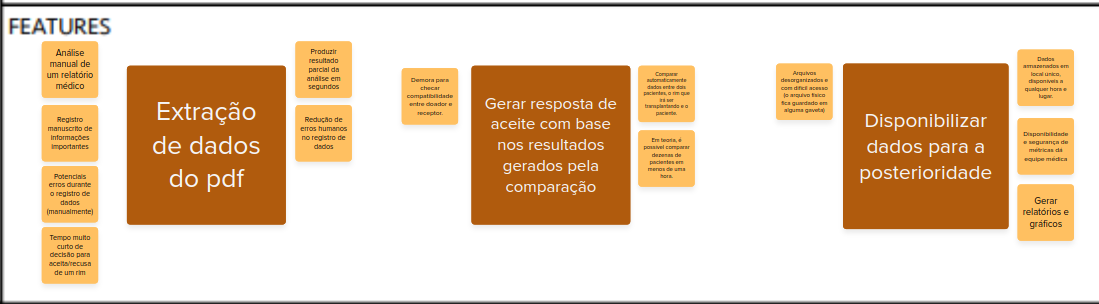 FEATURES
Análise
manual de
um relatório
médico
Registro
manuscrito de
informações
importantes
Potenciais
erros durante
o registro de
dados
(manualmente)
Tempo muito
curto de
decisão para
aceita/recusa
de um rim
Extração
de dados
do pdf
Produzir
resultado
parcial da
análise em
segundos
Redução de
erros humanos
no registro de
dados
Demora para
checar
compatibilidade
entre doador e
receptor.
Gerar resposta de
aceite com base
nos resultados
gerados pela
comparação
Comparar
automaticamente
dados entre dois
pacientes, o rim que
irá ser
transplantando e o
paciente.
Em teoria, é
possível comparar
dezenas de
pacientes em
menos de uma
hora.
Arquivos
desorganizados e
com difícil acesso
(o arquivo físico
fica guardado em
alguma gaveta)
Disponibilizar
dados para a
posterioridade
Dados
armazenados em
local único,
disponíveis a
qualquer hora e
lugar.
Disponibilidade
e segurança de
métricas da
equipe médica
Gerar
relatórios e
gráficos